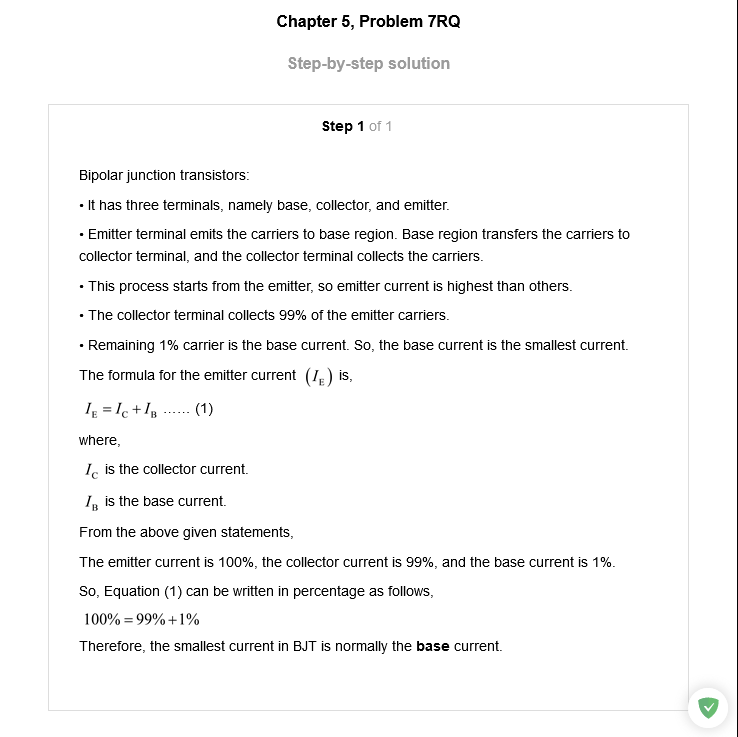 Chapter 5, Problem 7RQ
Step-by-step solution
Step 1 of 1
Bipolar junction transistors:
• It has three terminals, namely base, collector, and emitter.
• Emitter terminal emits the carriers to base region. Base region transfers the carriers to
collector terminal, and the collector terminal collects the carriers.
• This process starts from the emitter, so emitter current is highest than others.
• The collector terminal collects 99% of the emitter carriers.
• Remaining 1% carrier is the base current. So, the base current is the smallest current.
The formula for the emitter current (I_E) is,
I_E = I_C + I_B ...... (1)
where,
I_C is the collector current.
I_B is the base current.
From the above given statements,
The emitter current is 100%, the collector current is 99%, and the base current is 1%.
So, Equation (1) can be written in percentage as follows,
100% = 99% + 1%
Therefore, the smallest current in BJT is normally the base current.